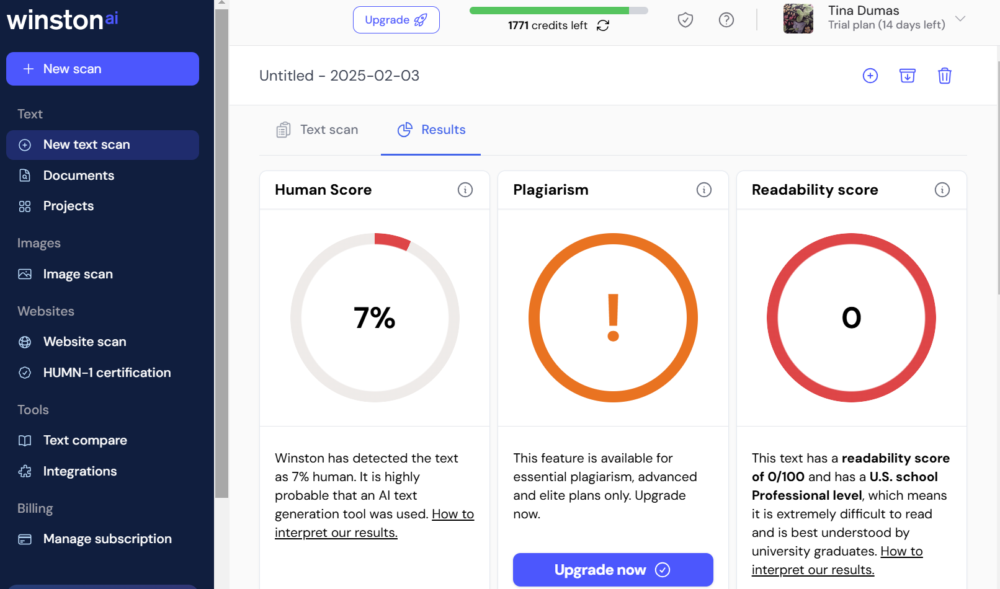 winston ai
New scan
Text
New text scan
Documents
Projects
Images
Image scan
Websites
Website scan
HUMN-1 certification
Tools
Text compare
Integrations
Billing
Manage subscription
Upgrade
1771 credits left
Tina Dumas
Trial plan (14 days left)
Untitled - 2025-02-03
Text scan
Results
Human Score
7%
Winston has detected the text
as 7% human. It is highly
probable that an AI text
generation tool was used. How to
interpret our results.
Plagiarism
!
This feature is available for
essential plagiarism, advanced
and elite plans only. Upgrade
now.
Upgrade now
Readability score
0
This text has a readability score
of 0/100 and has a U.S. school
Professional level, which means
it is extremely difficult to read
and is best understood by
university graduates. How to
interpret our results.